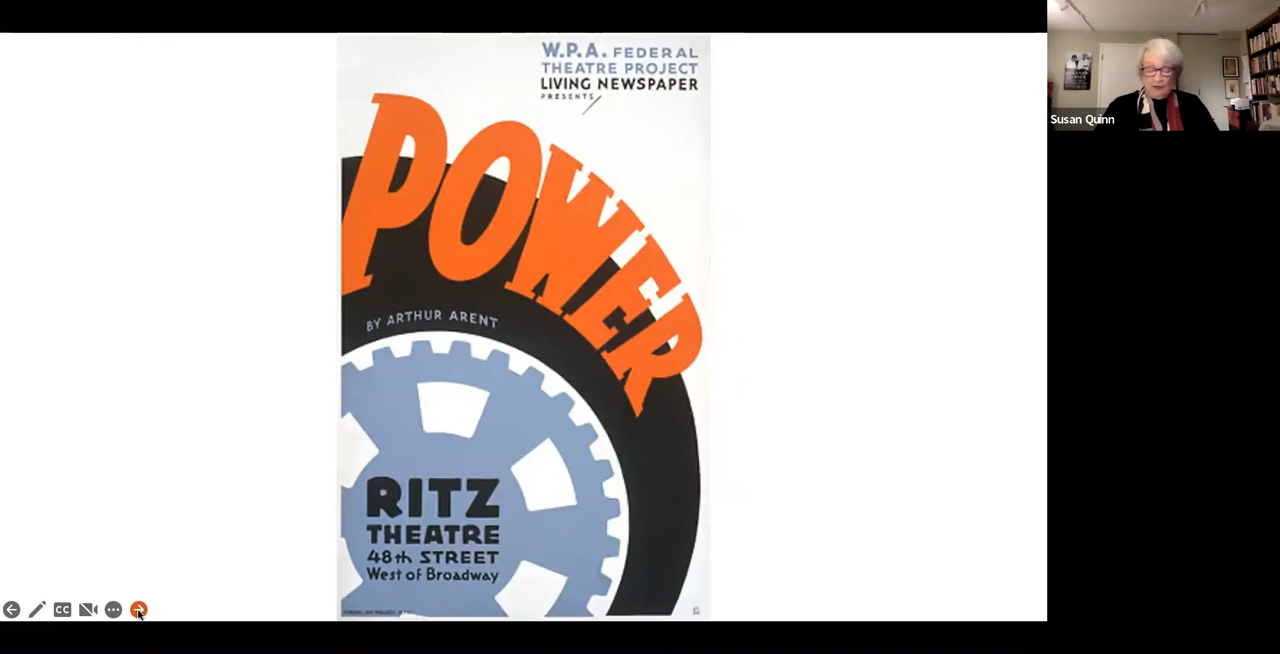 W.P.A. FEDERAL
THEATRE PROJECT
LIVING NEWSPAPER
PRESENTS
POWER
BY ARTHUR ARENT
RITZ
THEATRE
48th STREET
West of Broadway
CC
Susan Quinn